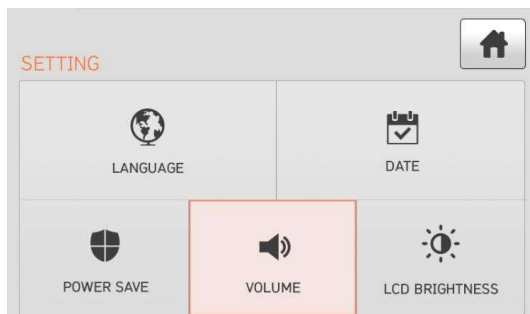 SETTING
LANGUAGE
DATE
POWER SAVE
VOLUME
LCD BRIGHTNESS